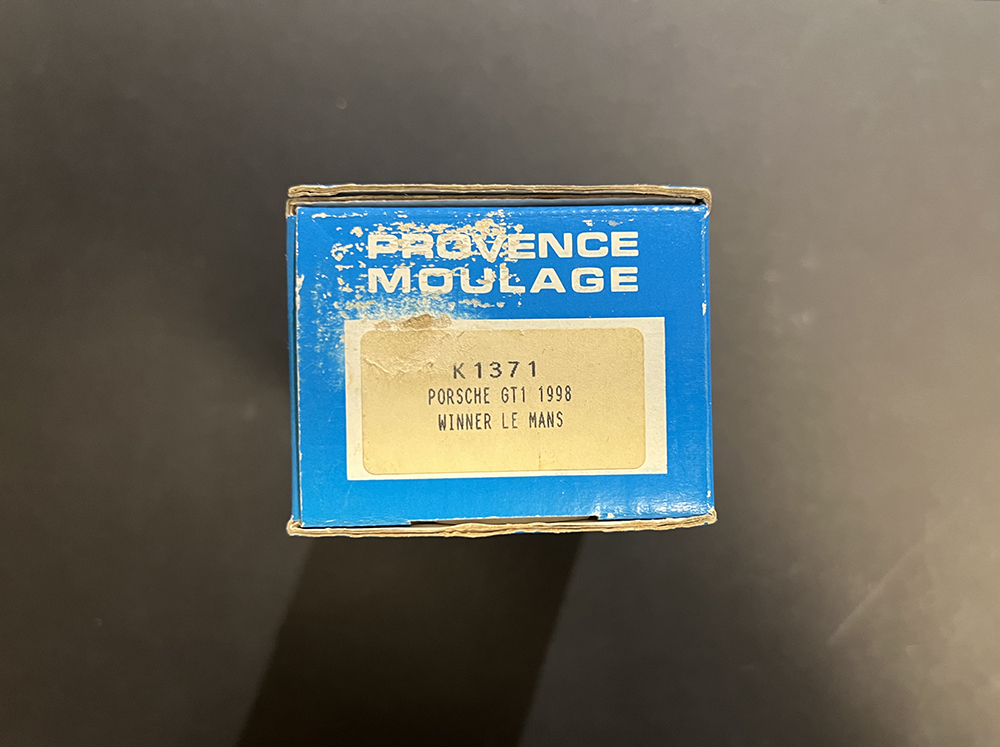 PROVENCE
MOULAGE
K1371
PORSCHE GT1 1998
WINNER LE MANS